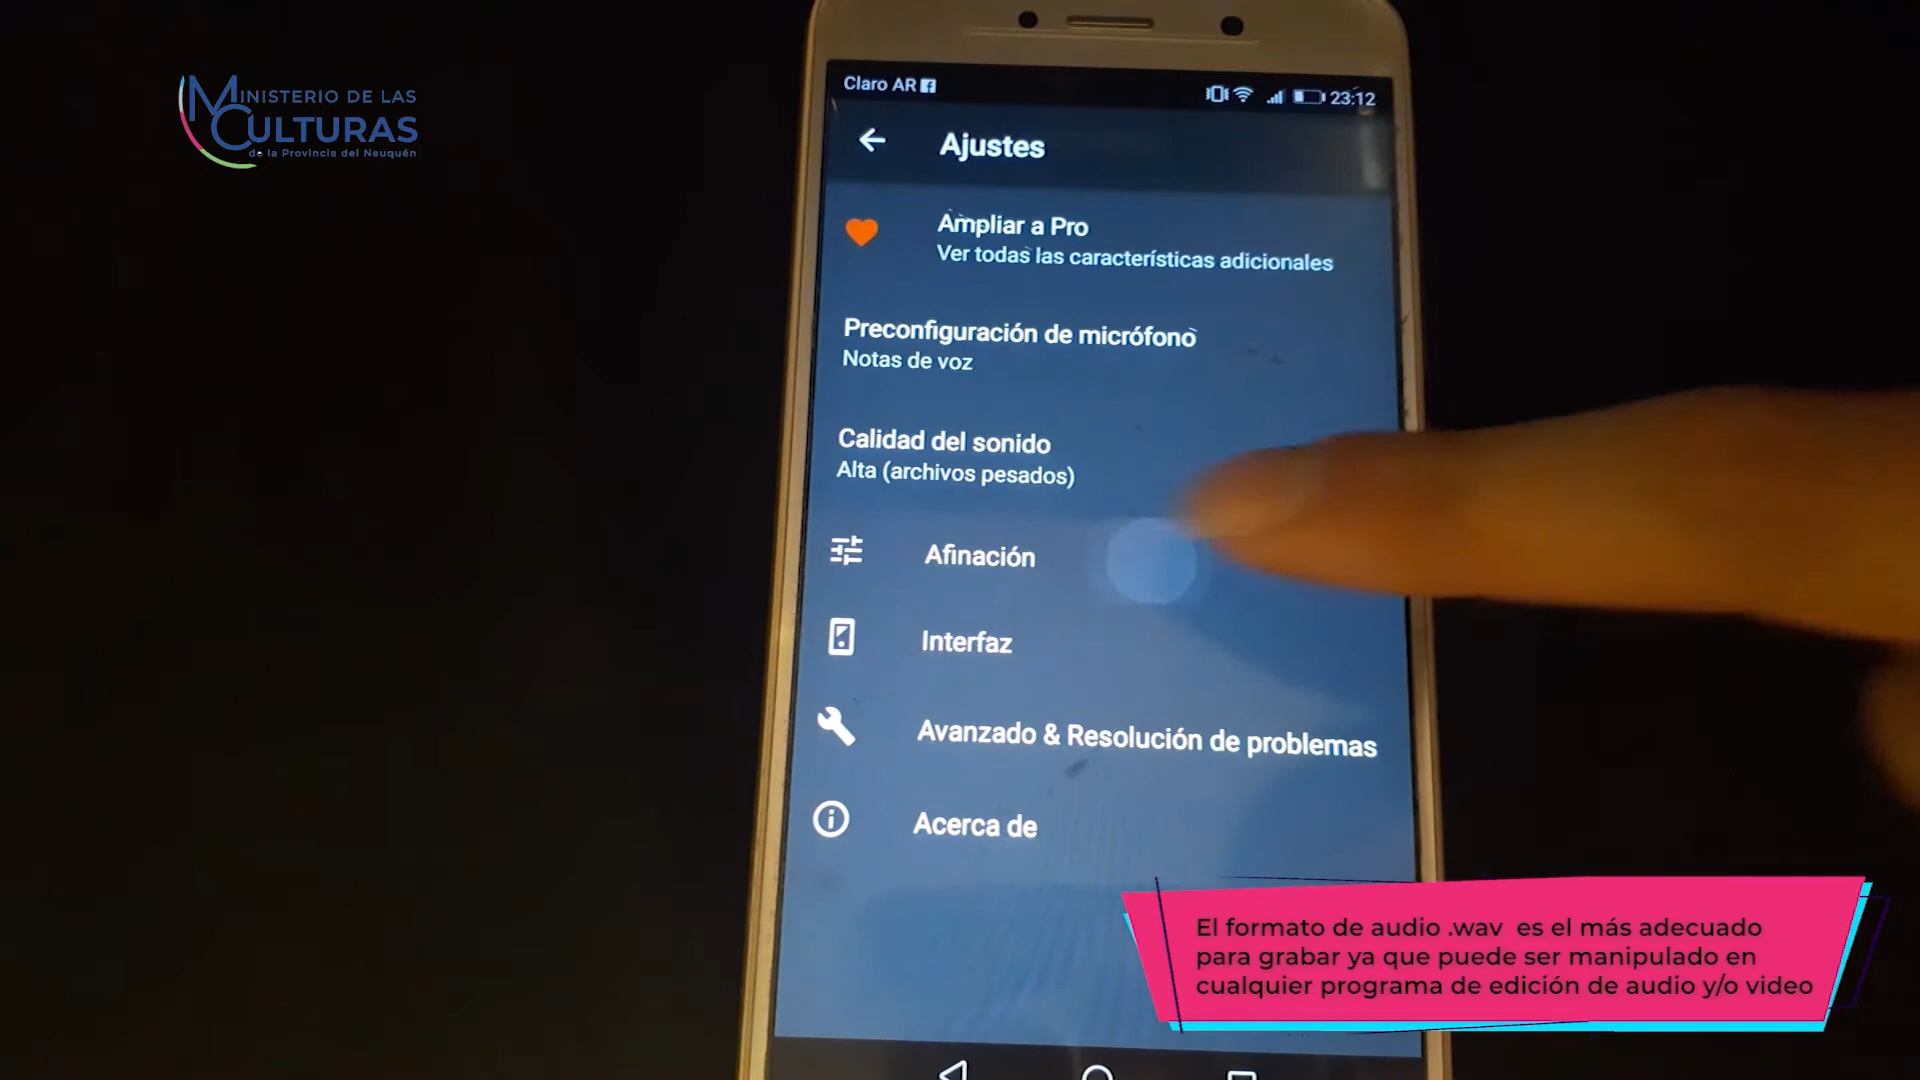 MINISTERIO DE LAS
CULTURAS
de la Provincia del Neuquén
Claro AR
23:12
Ajustes
Ampliar a Pro
Ver todas las características adicionales
Preconfiguración de micrófono
Notas de voz
Calidad del sonido
Alta (archivos pesados)
Afinación
Interfaz
Avanzado & Resolución de problemas
Acerca de
El formato de audio .wav es el más adecuado
para grabar ya que puede ser manipulado en
cualquier programa de edición de audio y/o video